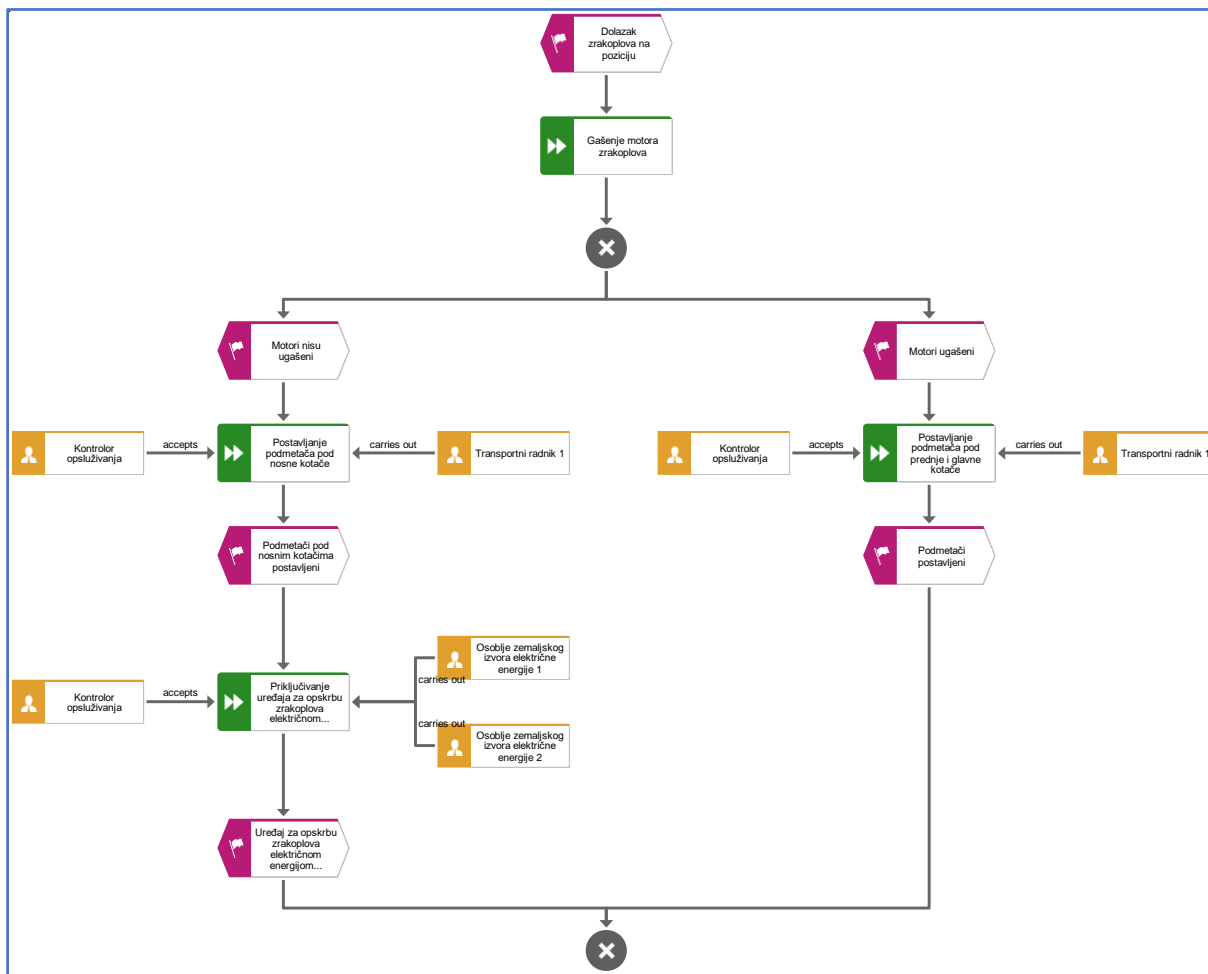 Dolazak
zrakoplova na
poziciju
Gašenje motora
zrakoplova
Motori nisu
ugašeni
Motori ugašeni
Kontrolor
opsluživanja
accepts
Postavljanje
podmetača pod
nosne kotače
carries out
Transportni radnik 1
Kontrolor
opsluživanja
accepts
Postavljanje
podmetača pod
prednje i glavne
kotače
carries out
Transportni radnik 1
Podmetači pod
nosnim kotačima
postavljeni
Podmetači
postavljeni
Osoblje zemaljskog
izvora električne
energije 1
carries out
Kontrolor
opsluživanja
accepts
Priključivanje
uređaja za opskrbu
zrakoplova
električnom...
carries out
Osoblje zemaljskog
izvora električne
energije 2
Uređaj za opskrbu
zrakoplova
električnom
energijom...